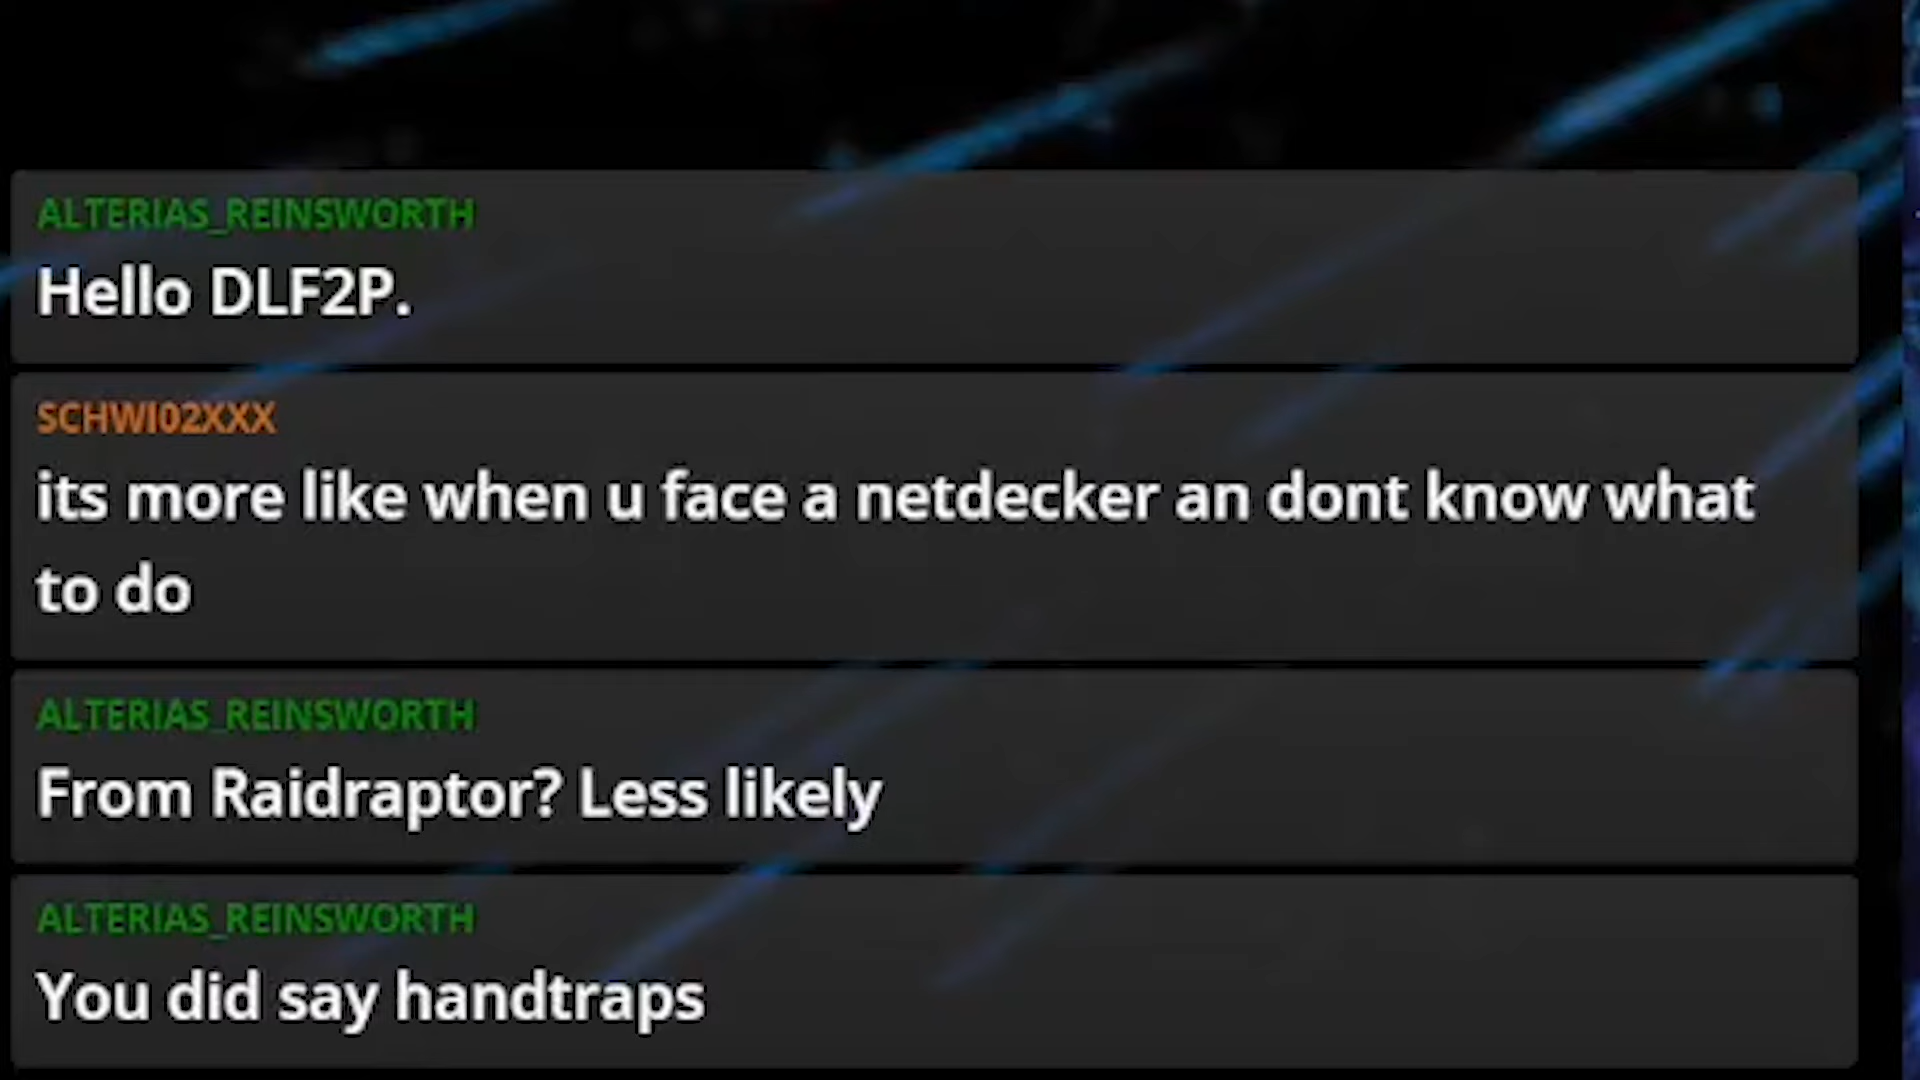 ALTERIAS_REINSWORTH
Hello DLF2P.
SCHWI02XXX
its more like when u face a netdecker an dont know what
to do
ALTERIAS_REINSWORTH
From Raidraptor? Less likely
ALTERIAS_REINSWORTH
You did say handtraps